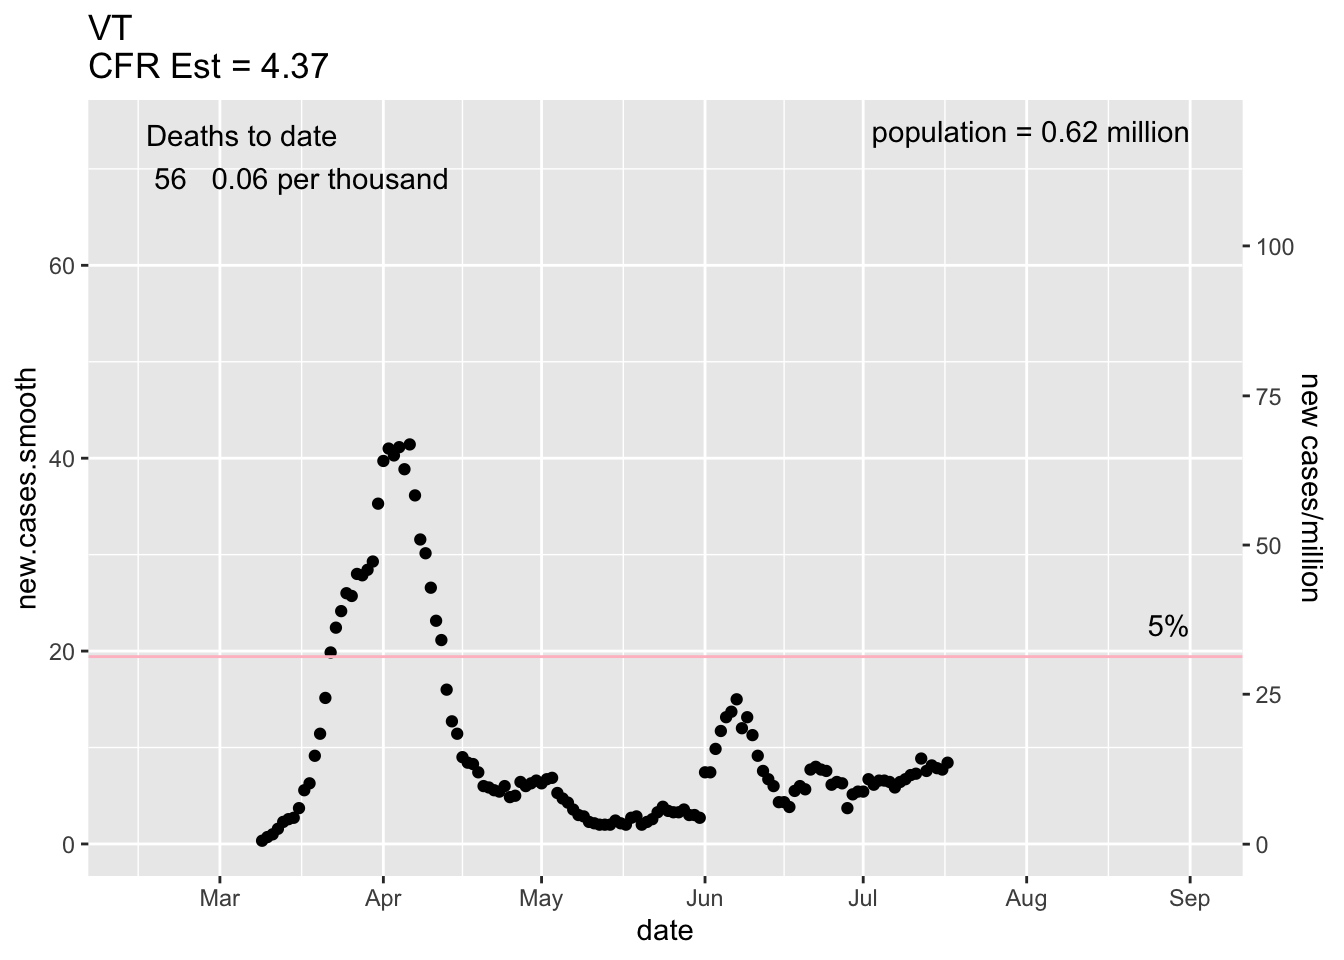 VT
CFR Est = 4.37
Deaths to date
56 0.06 per thousand
population = 0.62 million
60
40
20
0
new.cases.smooth
100
75
50
25
0
new cases/million
5%
Mar Apr May Jun Jul Aug Sep
date